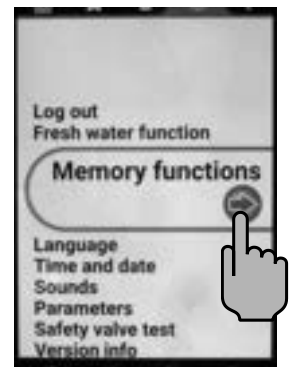 Log out
Fresh water function
Memory functions
Language
Time and date
Sounds
Parameters
Safety valve test
Version info